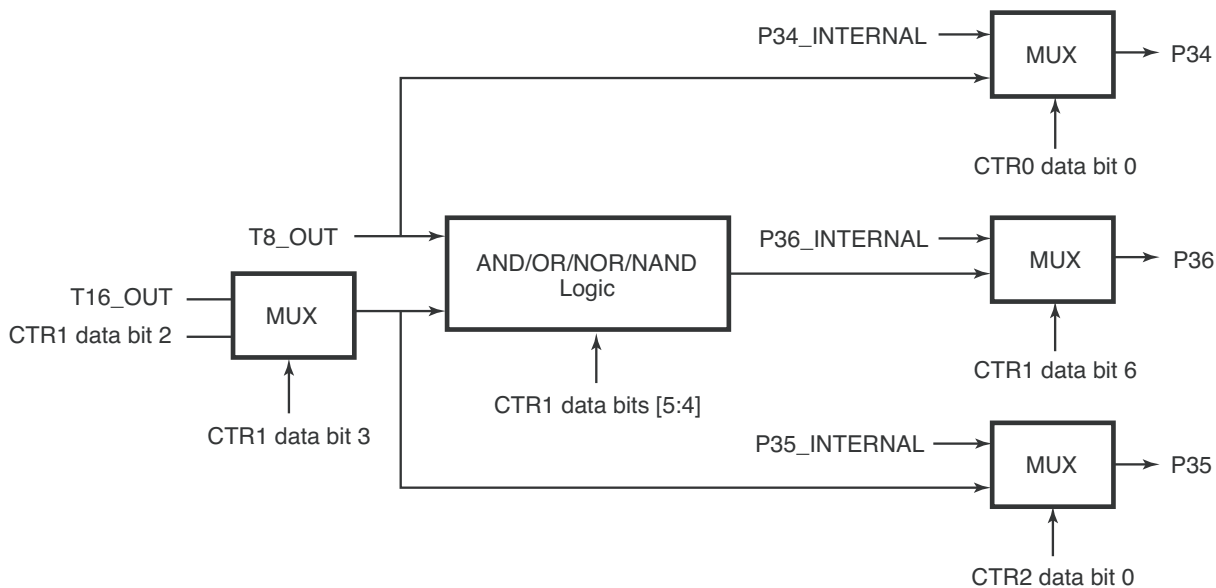 P34_INTERNAL
MUX
P34
CTR0 data bit 0
T8_OUT
AND/OR/NOR/NAND
Logic
P36_INTERNAL
MUX
P36
T16_OUT
CTR1 data bit 2
MUX
CTR1 data bits [5:4]
CTR1 data bit 6
CTR1 data bit 3
P35_INTERNAL
MUX
P35
CTR2 data bit 0